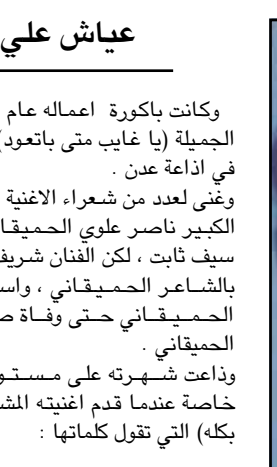 عياش علي
وكانت باكورة اعماله عام
الجميلة (يا غايب متى باتعود)
في اذاعة عدن .
وغنى لعدد من شعراء الاغنية
الكبير ناصر علوي الحميقا
سيف ثابت ، لكن الفنان شريف
بالشاعر الحميقاني ، واس
الحميقاني حتى وفاة ص
الحميقاني .
وذاعت شهرته على مستو
خاصة عندما قدم اغنيته المش
بكله) التي تقول كلماتها :